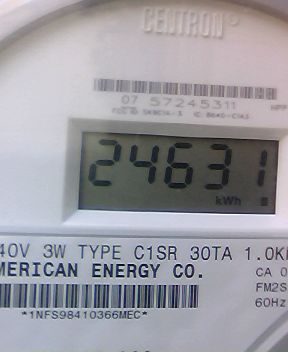 CENTRON®
07 57245311
24631
kWh
40V 3W TYPE C1SR 30TA 1.0K
MERICAN ENERGY CO.
CA 0
FM2S
60Hz
*1NFS98410366MEC*